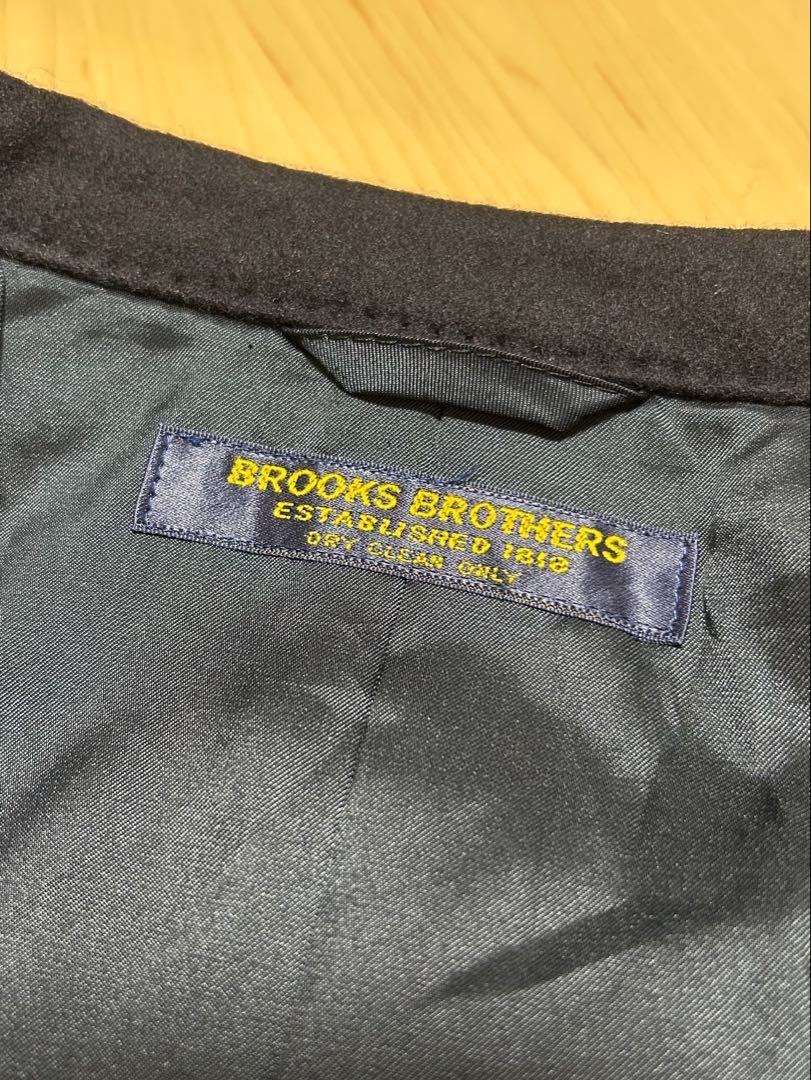 BROOKS BROTHERS
ESTABLISHED 1818
DRY CLEAN ONLY